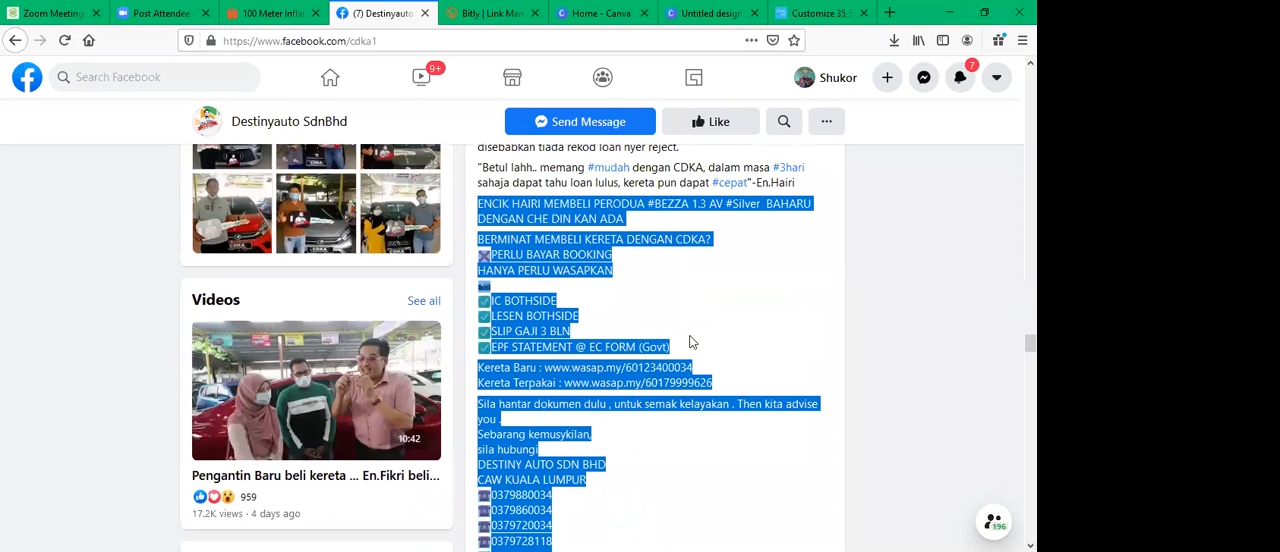 Zoom Meeting
Post Attendee -
100 Meter Infla
(7) Destinyauto
Bitly | Link Man
Home - Canva
Untitled design
Customize 35,3
https://www.facebook.com/cdka1
Search Facebook
9+
Shukor
7
Destinyauto SdnBhd
Send Message
Like
disebabkan tiada rekod loan nyer reject.
"Betul lahh.. memang #mudah dengan CDKA, dalam masa #3hari
sahaja dapat tahu loan lulus, kereta pun dapat #cepat"-En.Hairi
ENCIK HAIRI MEMBELI PERODUA #BEZZA 1.3 AV #Silver BAHARU
DENGAN CHE DIN KAN ADA
BERMINAT MEMBELI KERETA DENGAN CDKA?
PERLU BAYAR BOOKING
HANYA PERLU WASAPKAN
IC BOTHSIDE
LESEN BOTHSIDE
SLIP GAJI 3 BLN
EPF STATEMENT @ EC FORM (Govt)
Kereta Baru : www.wasap.my/60123400034
Kereta Terpakai : www.wasap.my/60179999626
Sila hantar dokumen dulu , untuk semak kelayakan . Then kita advise
you .
Sebarang kemusykilan,
sila hubungi
DESTINY AUTO SDN BHD
CAW KUALA LUMPUR
0379880034
0379860034
0379720034
0379728118
Videos
See all
10:42
Pengantin Baru beli kereta ... En.Fikri beli...
959
17.2K views · 4 days ago
196